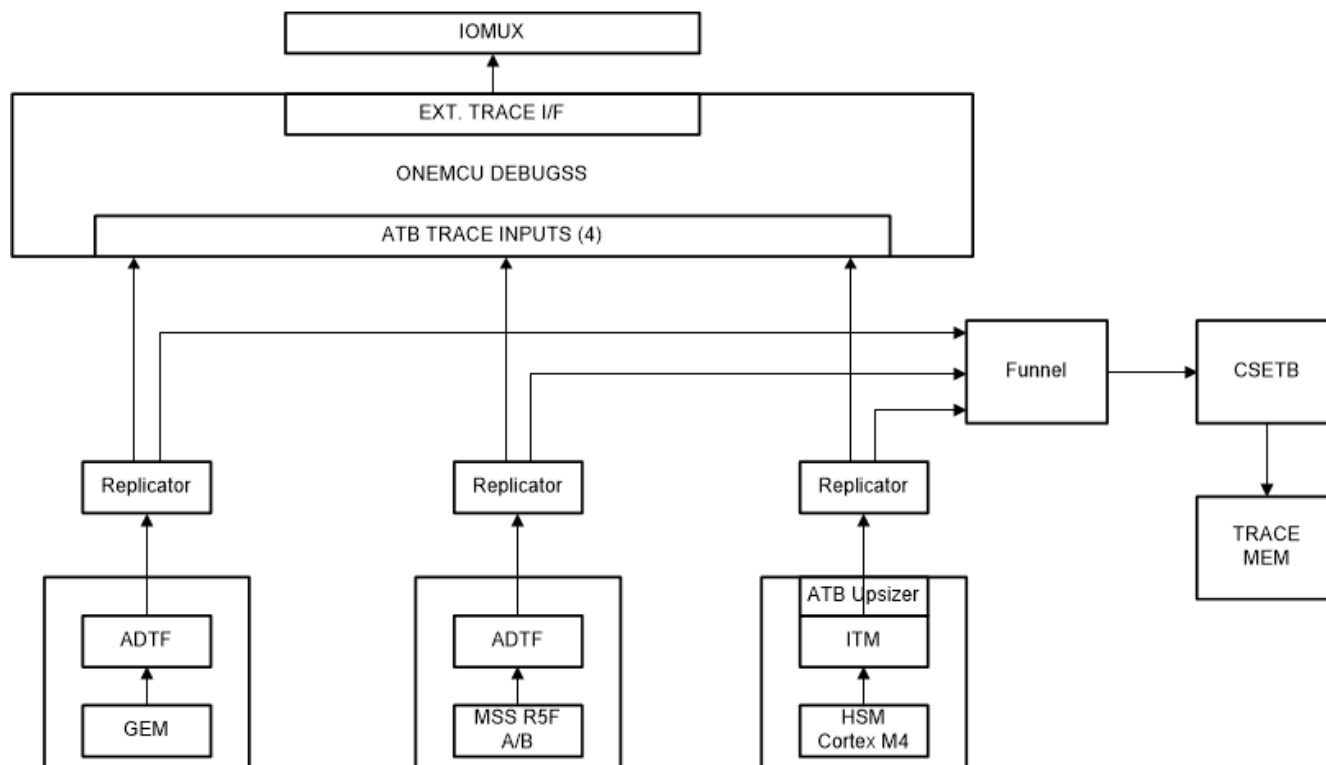 IOMUX
EXT. TRACE I/F
ONEMCU DEBUGSS
ATB TRACE INPUTS (4)
Funnel
CSETB
Replicator
Replicator
Replicator
TRACE
MEM
ATB Upsizer
ADTF
ADTF
ITM
GEM
MSS R5F
A/B
HSM
Cortex M4